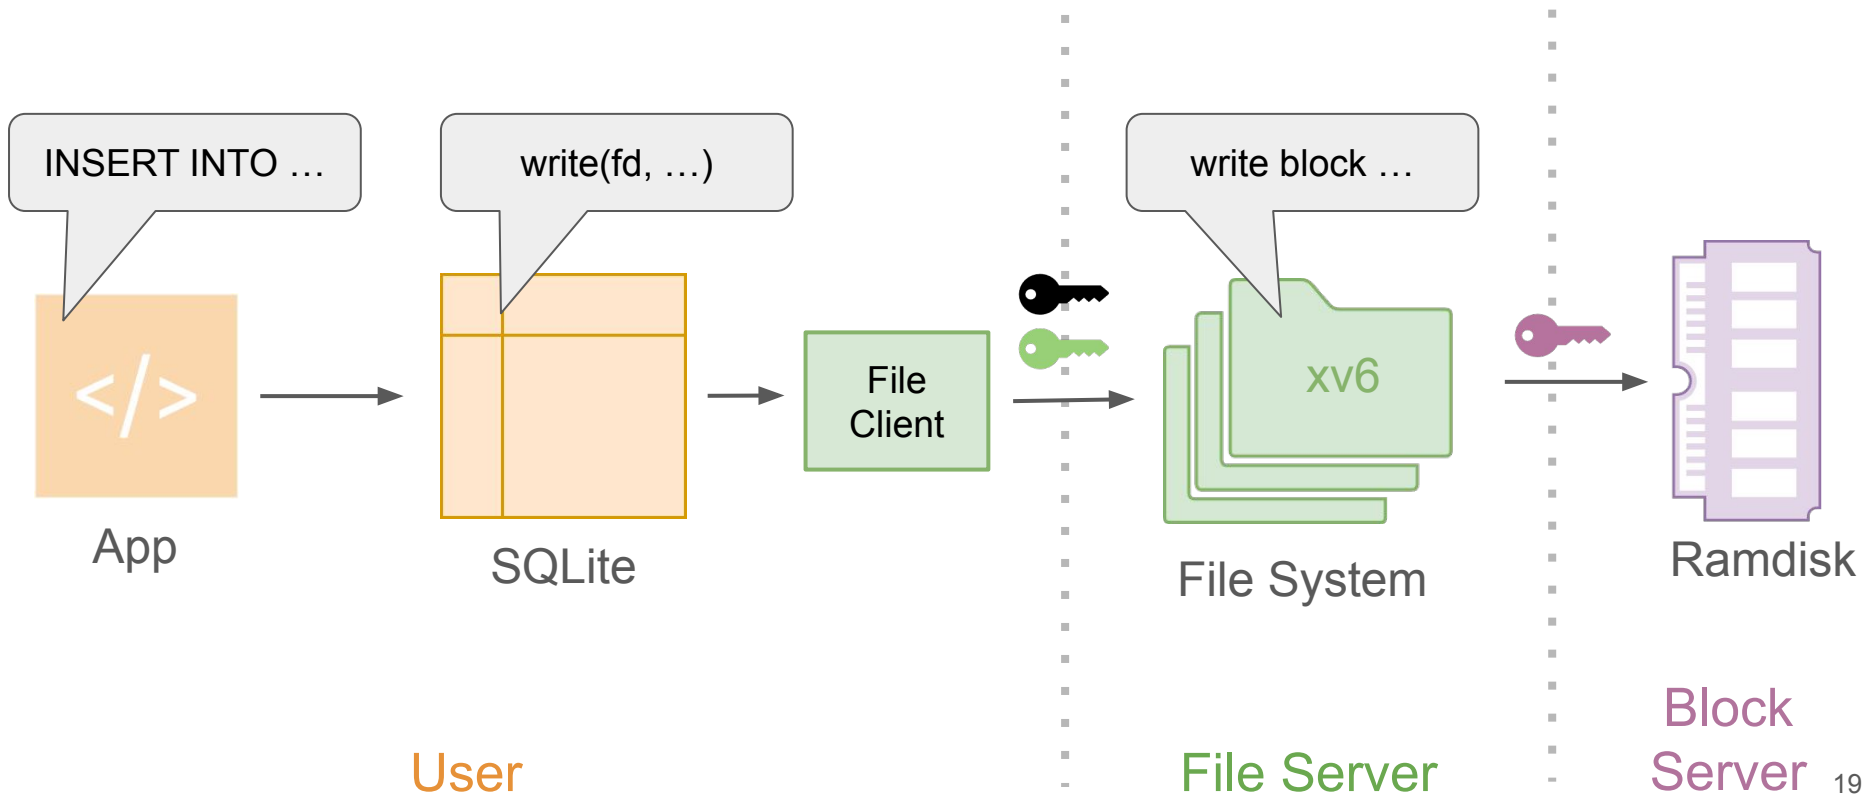 INSERT INTO …
write(fd, …)
write block …
</>
File
Client
xv6
App
SQLite
File System
Ramdisk
User
File Server
Block
Server
19